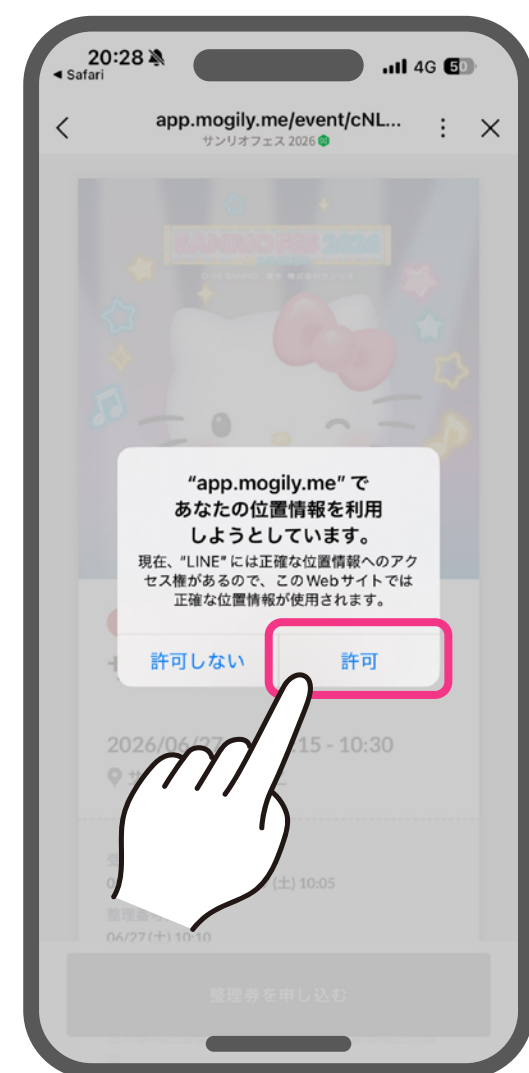 20:28
4G 50
◀ Safari
app.mogily.me/event/cNL...
サンリオフェス 2026
SANRIO FES 2026
“app.mogily.me” で
あなたの位置情報を利用
しようとしています。
現在、“LINE” には正確な位置情報へのアク
セス権があるので、このWebサイトでは
正確な位置情報が使用されます。
許可しない
許可
2026/06/27
15 - 10:30
(土) 10:05
整理番
06/27 (土) 10:10
整理券を申し込む